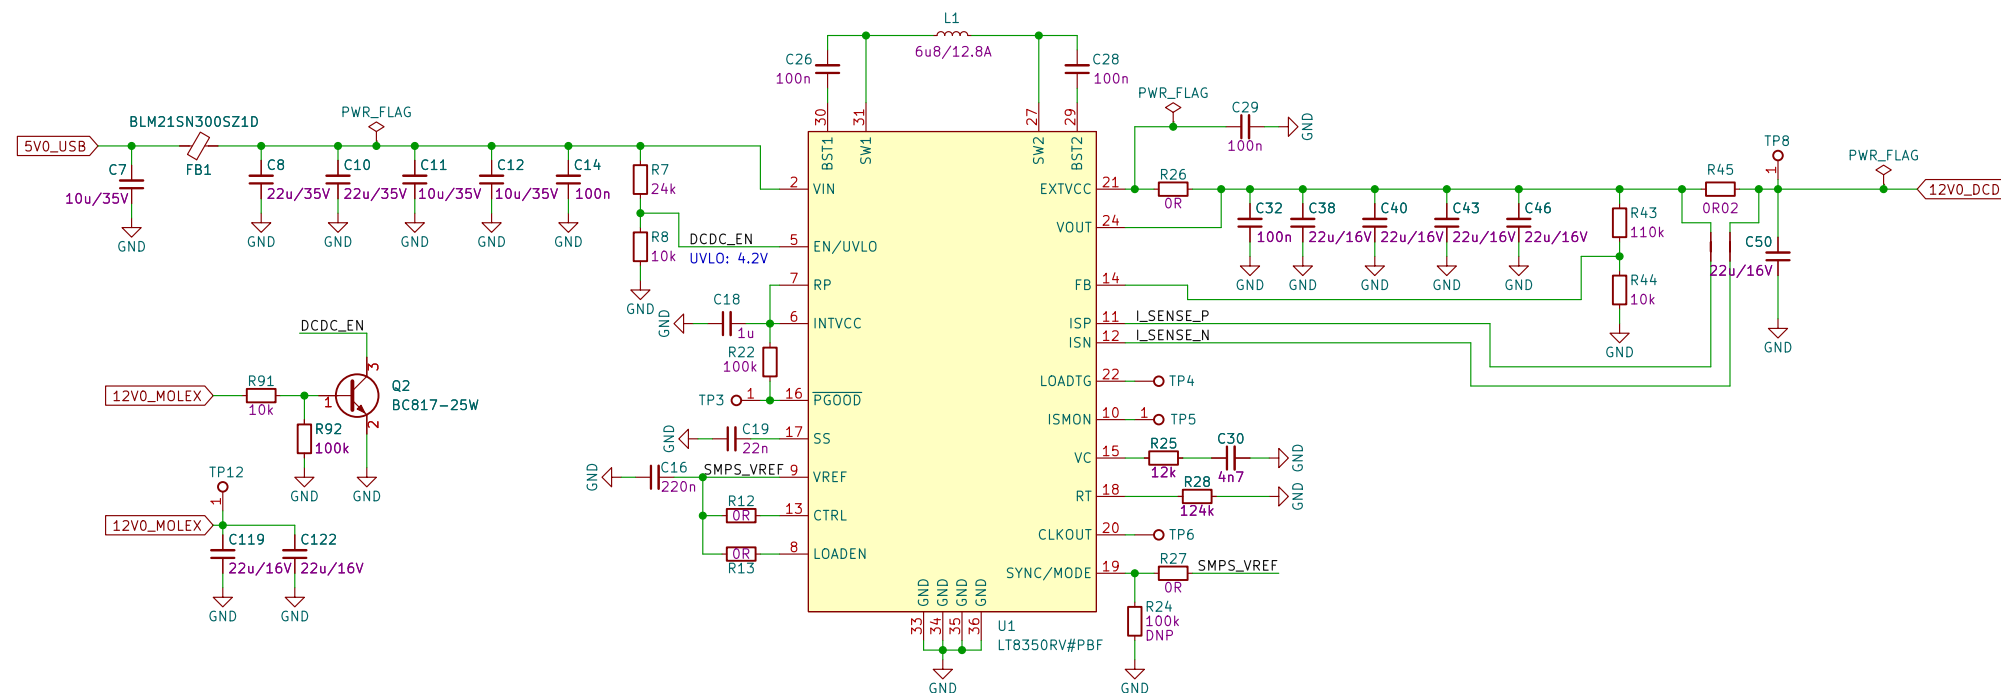 L1
6u8/12.8A
C26
100n
C28
100n
30
31
27
29
BST1
SW1
SW2
BST2
5V0_USB
C7
10u/35V
GND
BLM21SN300SZ1D
FB1
PWR_FLAG
C8
22u/35V
GND
C10
22u/35V
GND
C11
10u/35V
GND
C12
10u/35V
GND
C14
100n
GND
R7
24k
R8
10k
GND
DCDC_EN
UVLO: 4.2V
2
VIN
5
EN/UVLO
7
RP
6
INTVCC
16
PGOOD
17
SS
9
VREF
13
CTRL
8
LOADEN
C18
1u
GND
R22
100k
TP3
1
C19
22n
GND
C16
220n
GND
SMPS_VREF
R12
0R
0R
R13
GND
GND
GND
GND
33
34
35
36
GND
U1
LT8350RV#PBF
EXTVCC
21
VOUT
24
FB
14
ISP
11
ISN
12
LOADTG
22
ISMON
10
VC
15
RT
18
CLKOUT
20
SYNC/MODE
19
PWR_FLAG
C29
100n
GND
R26
0R
C32
100n
GND
C38
22u/16V
GND
C40
22u/16V
GND
C43
22u/16V
GND
C46
22u/16V
GND
R43
110k
R44
10k
GND
R45
0R02
TP8
1
C50
22u/16V
GND
PWR_FLAG
12V0_DCD
I_SENSE_P
I_SENSE_N
TP4
1
TP5
R25
12k
C30
4n7
GND
R28
124k
GND
TP6
R27
0R
SMPS_VREF
R24
100k
DNP
GND
DCDC_EN
12V0_MOLEX
R91
10k
1
3
2
Q2
BC817-25W
R92
100k
GND
GND
TP12
1
12V0_MOLEX
C119
22u/16V
GND
C122
22u/16V
GND